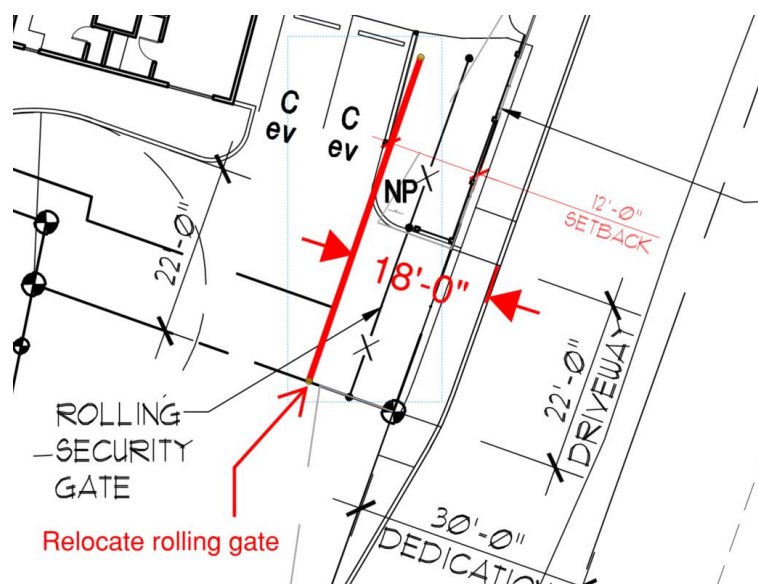 C
ev
C
ev
NP
22'-0"
12'-0"
SETBACK
18'-0"
X
X
ROLLING
SECURITY
GATE
22'-0"
DRIVEWAY
Relocate rolling gate
30'-0"
DEDICATION